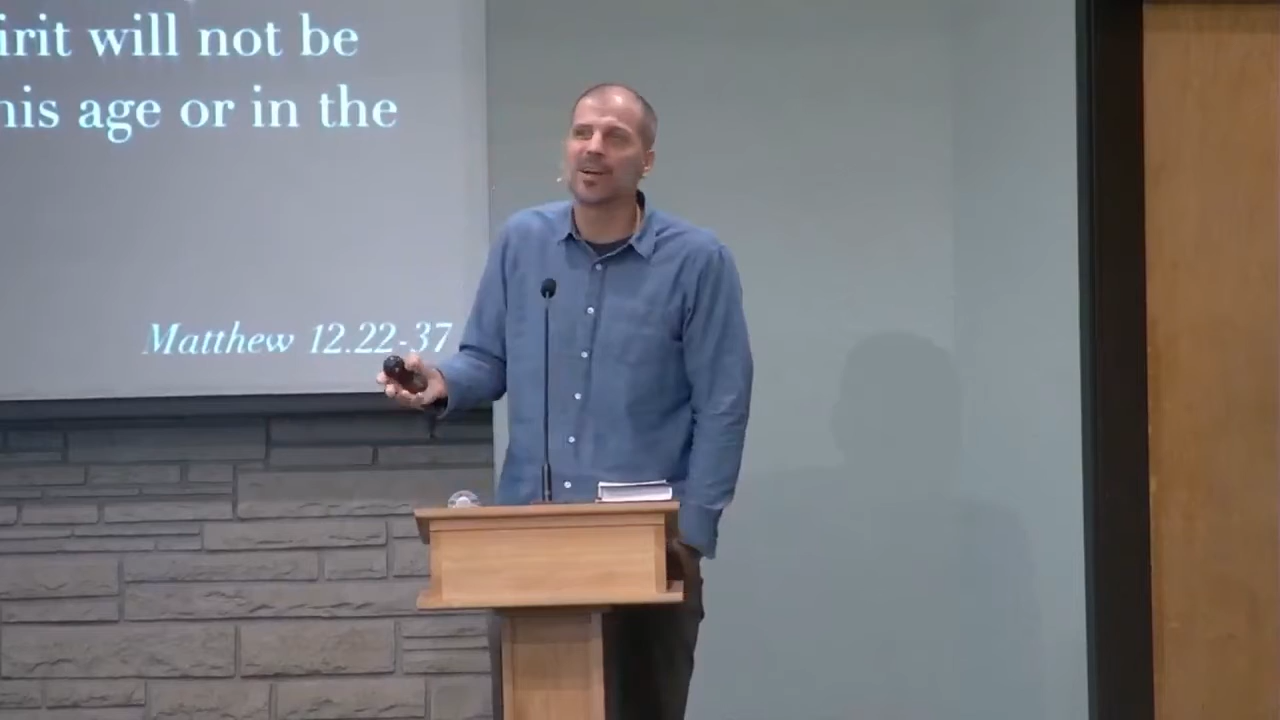 irit will not be
his age or in the
Matthew 12.22-37